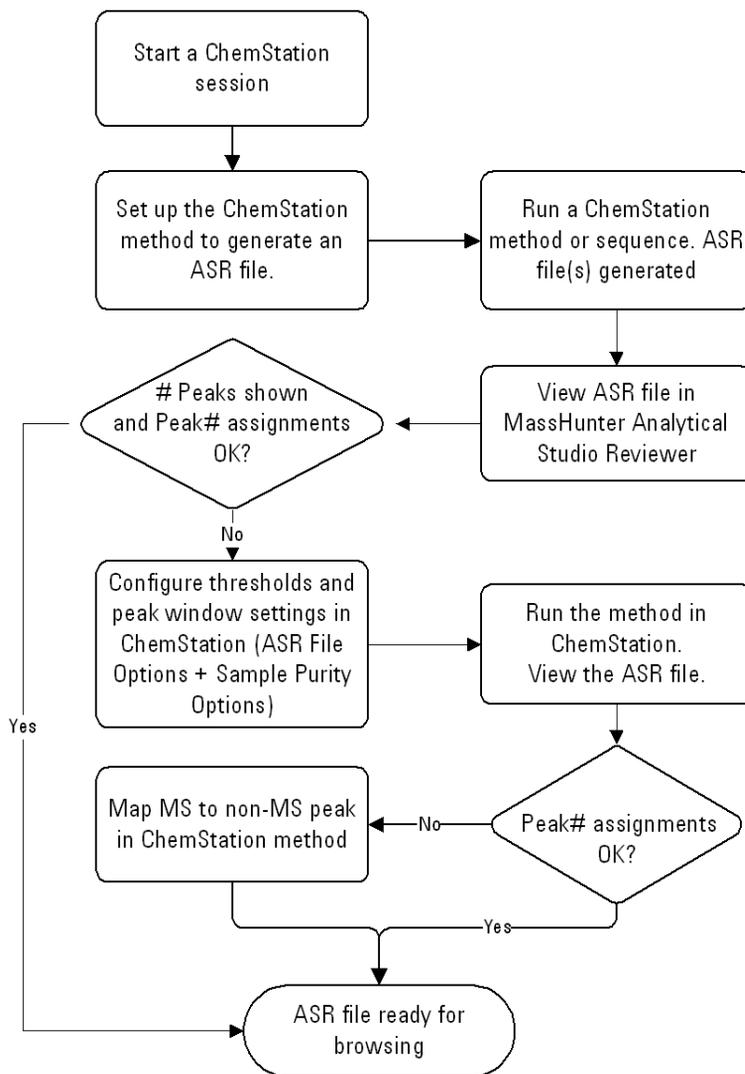 Start a ChemStation
session
Set up the ChemStation
method to generate an
ASR file.
Run a ChemStation
method or sequence. ASR
file(s) generated
View ASR file in
MassHunter Analytical
Studio Reviewer
# Peaks shown
and Peak# assignments
OK?
No
Yes
Configure thresholds and
peak window settings in
ChemStation (ASR File
Options + Sample Purity
Options)
Run the method in
ChemStation.
View the ASR file.
Peak# assignments
OK?
No
Yes
Map MS to non-MS peak
in ChemStation method
ASR file ready for
browsing